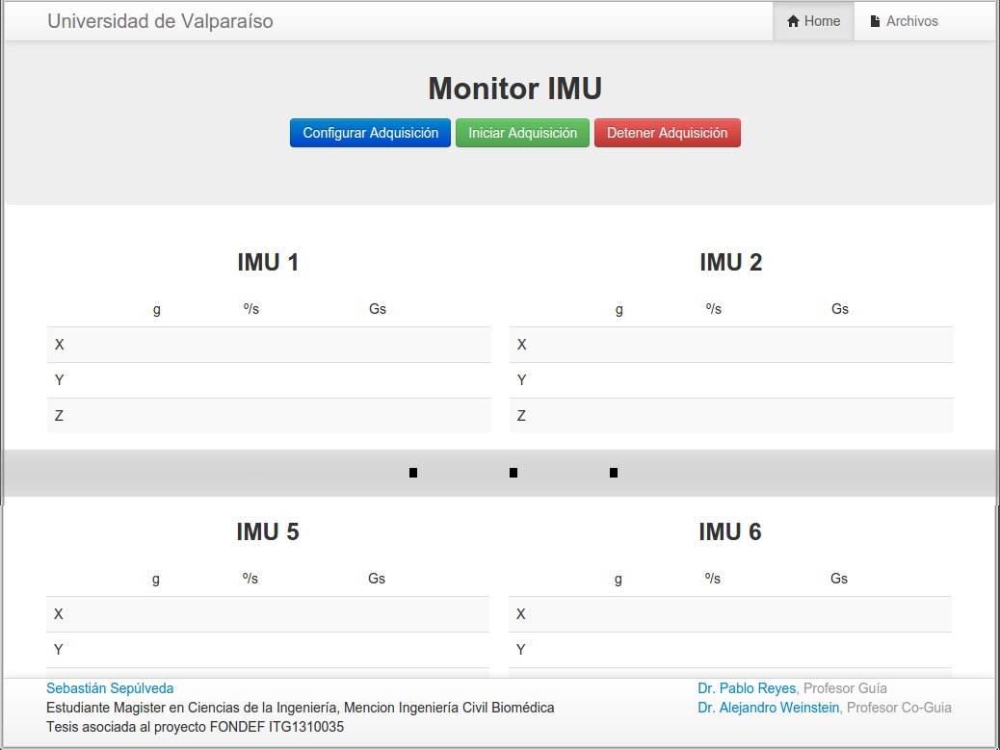 Universidad de Valparaíso Home Archivos
Monitor IMU
Configurar Adquisición Iniciar Adquisición Detener Adquisición
IMU 1 IMU 2
g º/s Gs g º/s Gs
X X
Y Y
Z Z
IMU 5 IMU 6
g º/s Gs g º/s Gs
X X
Y Y
Sebastián Sepúlveda Dr. Pablo Reyes, Profesor Guía
Estudiante Magister en Ciencias de la Ingeniería, Mencion Ingeniería Civil Biomédica Dr. Alejandro Weinstein, Profesor Co-Guia
Tesis asociada al proyecto FONDEF ITG1310035